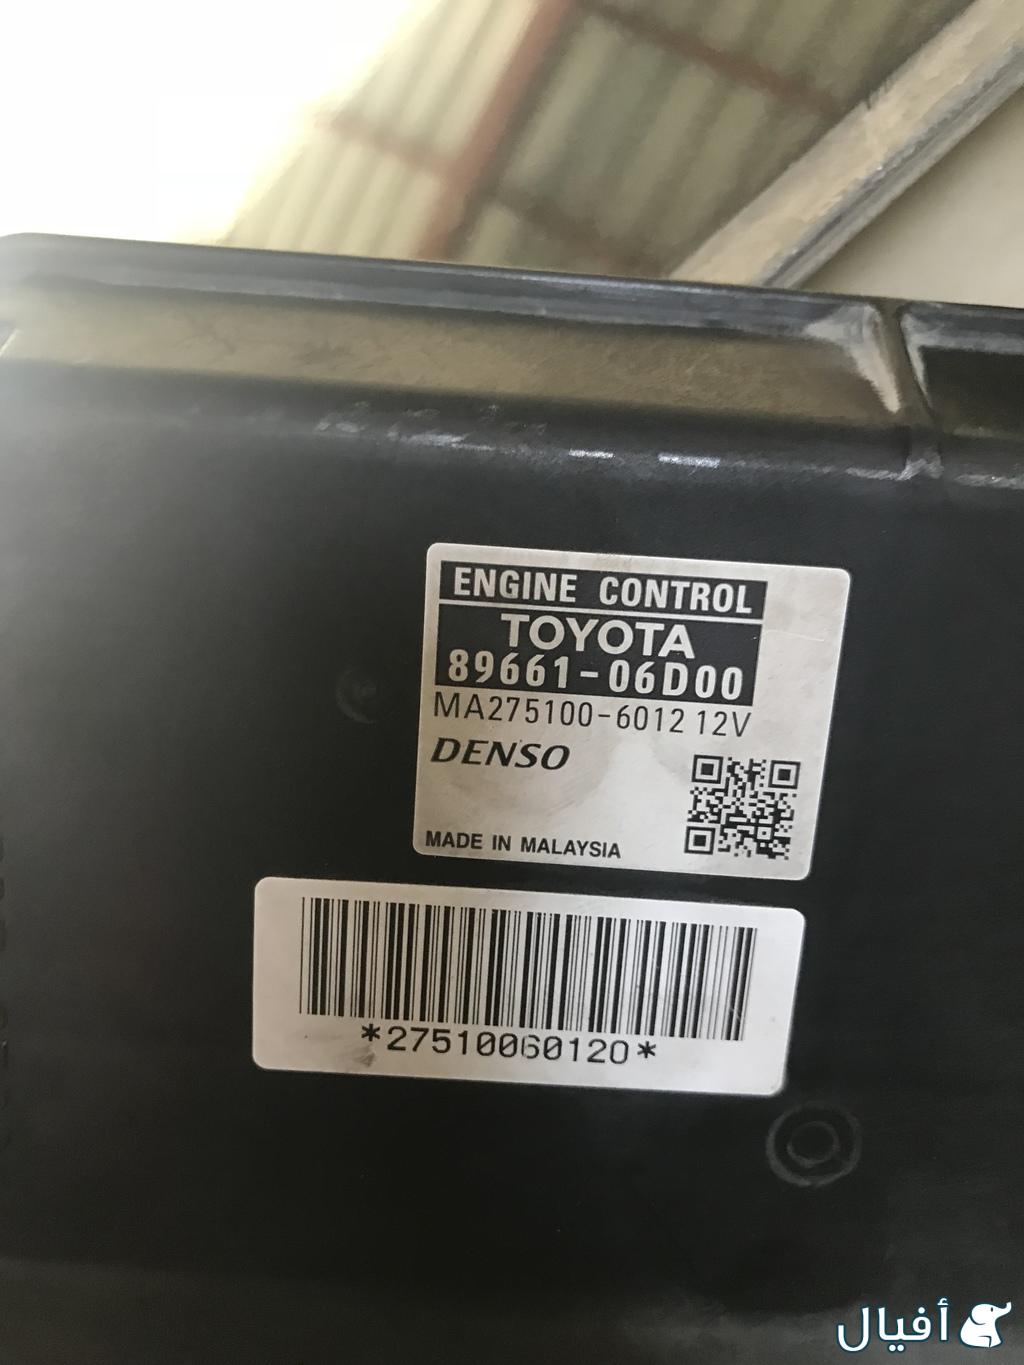 ENGINE CONTROL
TOYOTA
89661-06D00
MA275100-6012 12V
DENSO
MADE IN MALAYSIA
*27510060120*
أفيال